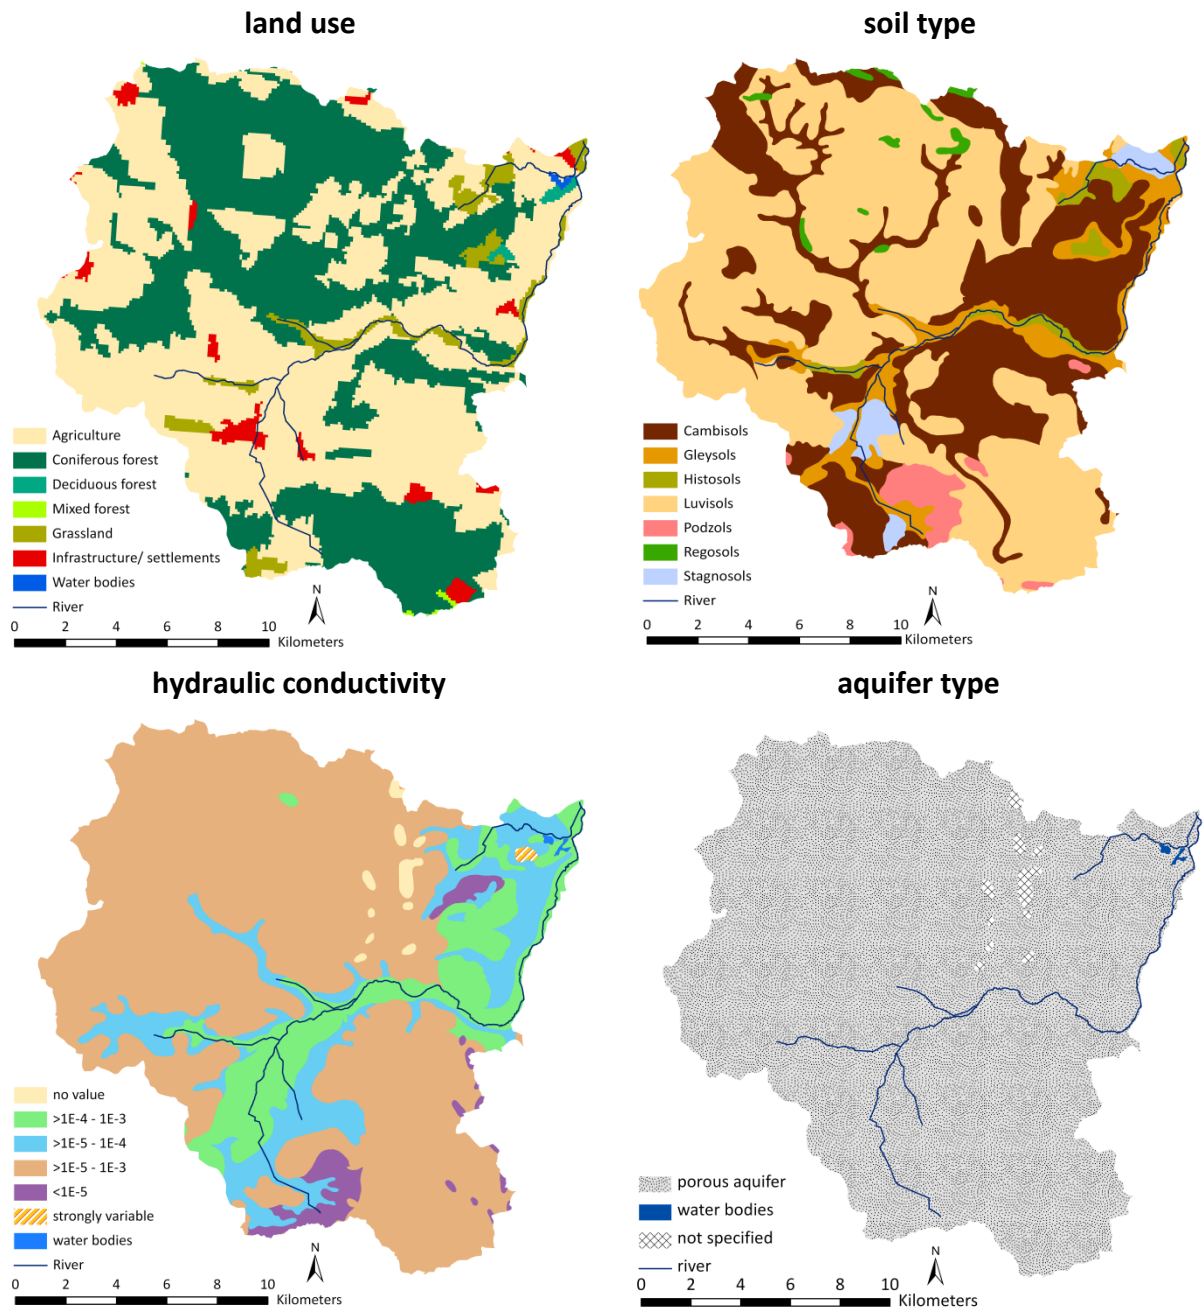 land use
soil type
Agriculture
Coniferous forest
Deciduous forest
Mixed forest
Grassland
Infrastructure/ settlements
Water bodies
River
N
0 2 4 6 8 10
Kilometers
Cambisols
Gleysols
Histosols
Luvisols
Podzols
Regosols
Stagnosols
River
N
0 2 4 6 8 10
Kilometers
hydraulic conductivity
aquifer type
no value
>1E-4 - 1E-3
>1E-5 - 1E-4
>1E-5 - 1E-3
<1E-5
strongly variable
water bodies
River
N
0 2 4 6 8 10
Kilometers
porous aquifer
water bodies
not specified
river
N
0 2 4 6 8 10
Kilometers